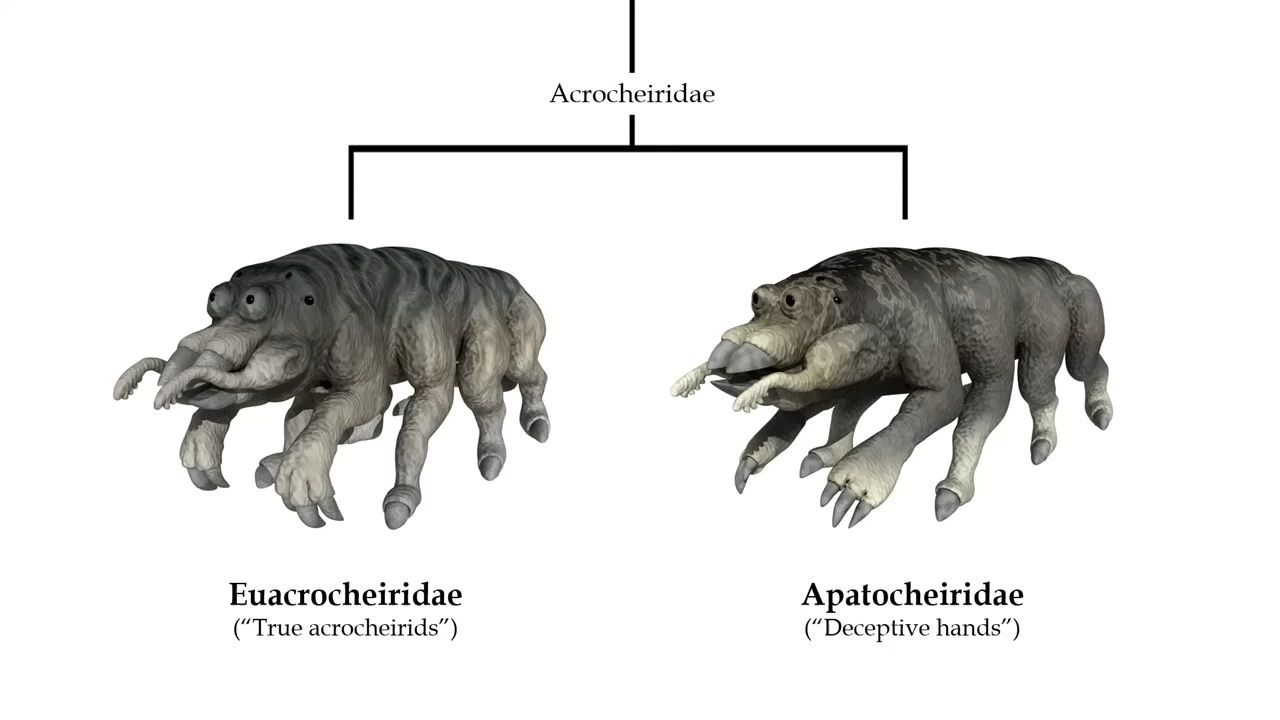 Acrocheiridae
Euacrocheiridae
(“True acrocheirids”)
Apatocheiridae
(“Deceptive hands”)